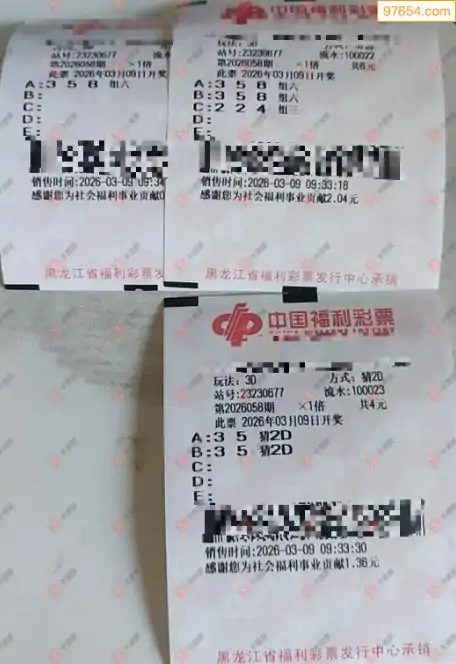 97654.com
站号:23230677 流水
第2026058期 ×1倍
此票 2026年03月09日开奖
A:3 5 8 组六
B:
C:
D:
E:
销售时间:2026-03-09 09:34
感谢您为社会福利事业贡献0
黑龙江省福利彩票发
中国福利彩票
玩法:3D
站号:23230677 流水:100022
第2026058期 ×1倍 共6元
此票 2026年03月09日开奖
A:3 5 8 组六
B:3 5 8 组六
C:2 2 4 组三
D:
E:
销售时间:2026-03-09 09:33:18
感谢您为社会福利事业贡献2.04元
黑龙江省福利彩票发行中心承销
中国福利彩票
玩法:3D 方式:猜2D
站号:23230677 流水:100023
第2026058期 ×1倍 共4元
此票 2026年03月09日开奖
A:3 5 猜2D
B:3 5 猜2D
C:
D:
E:
销售时间:2026-03-09 09:33:30
感谢您为社会福利事业贡献1.36元
黑龙江省福利彩票发行中心承销